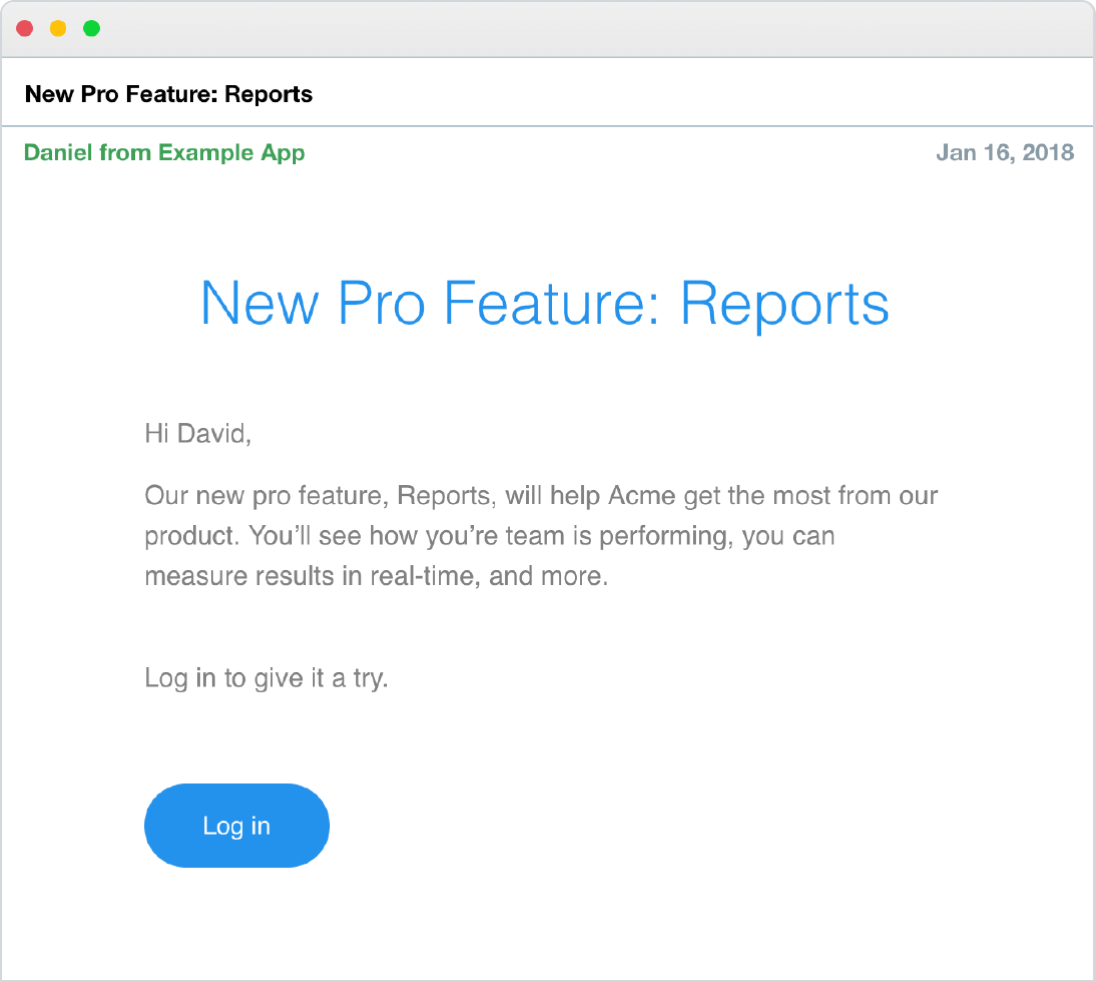 New Pro Feature: Reports
Daniel from Example App
Jan 16, 2018
New Pro Feature: Reports
Hi David,
Our new pro feature, Reports, will help Acme get the most from our
product. You’ll see how you’re team is performing, you can
measure results in real-time, and more.
Log in to give it a try.
Log in